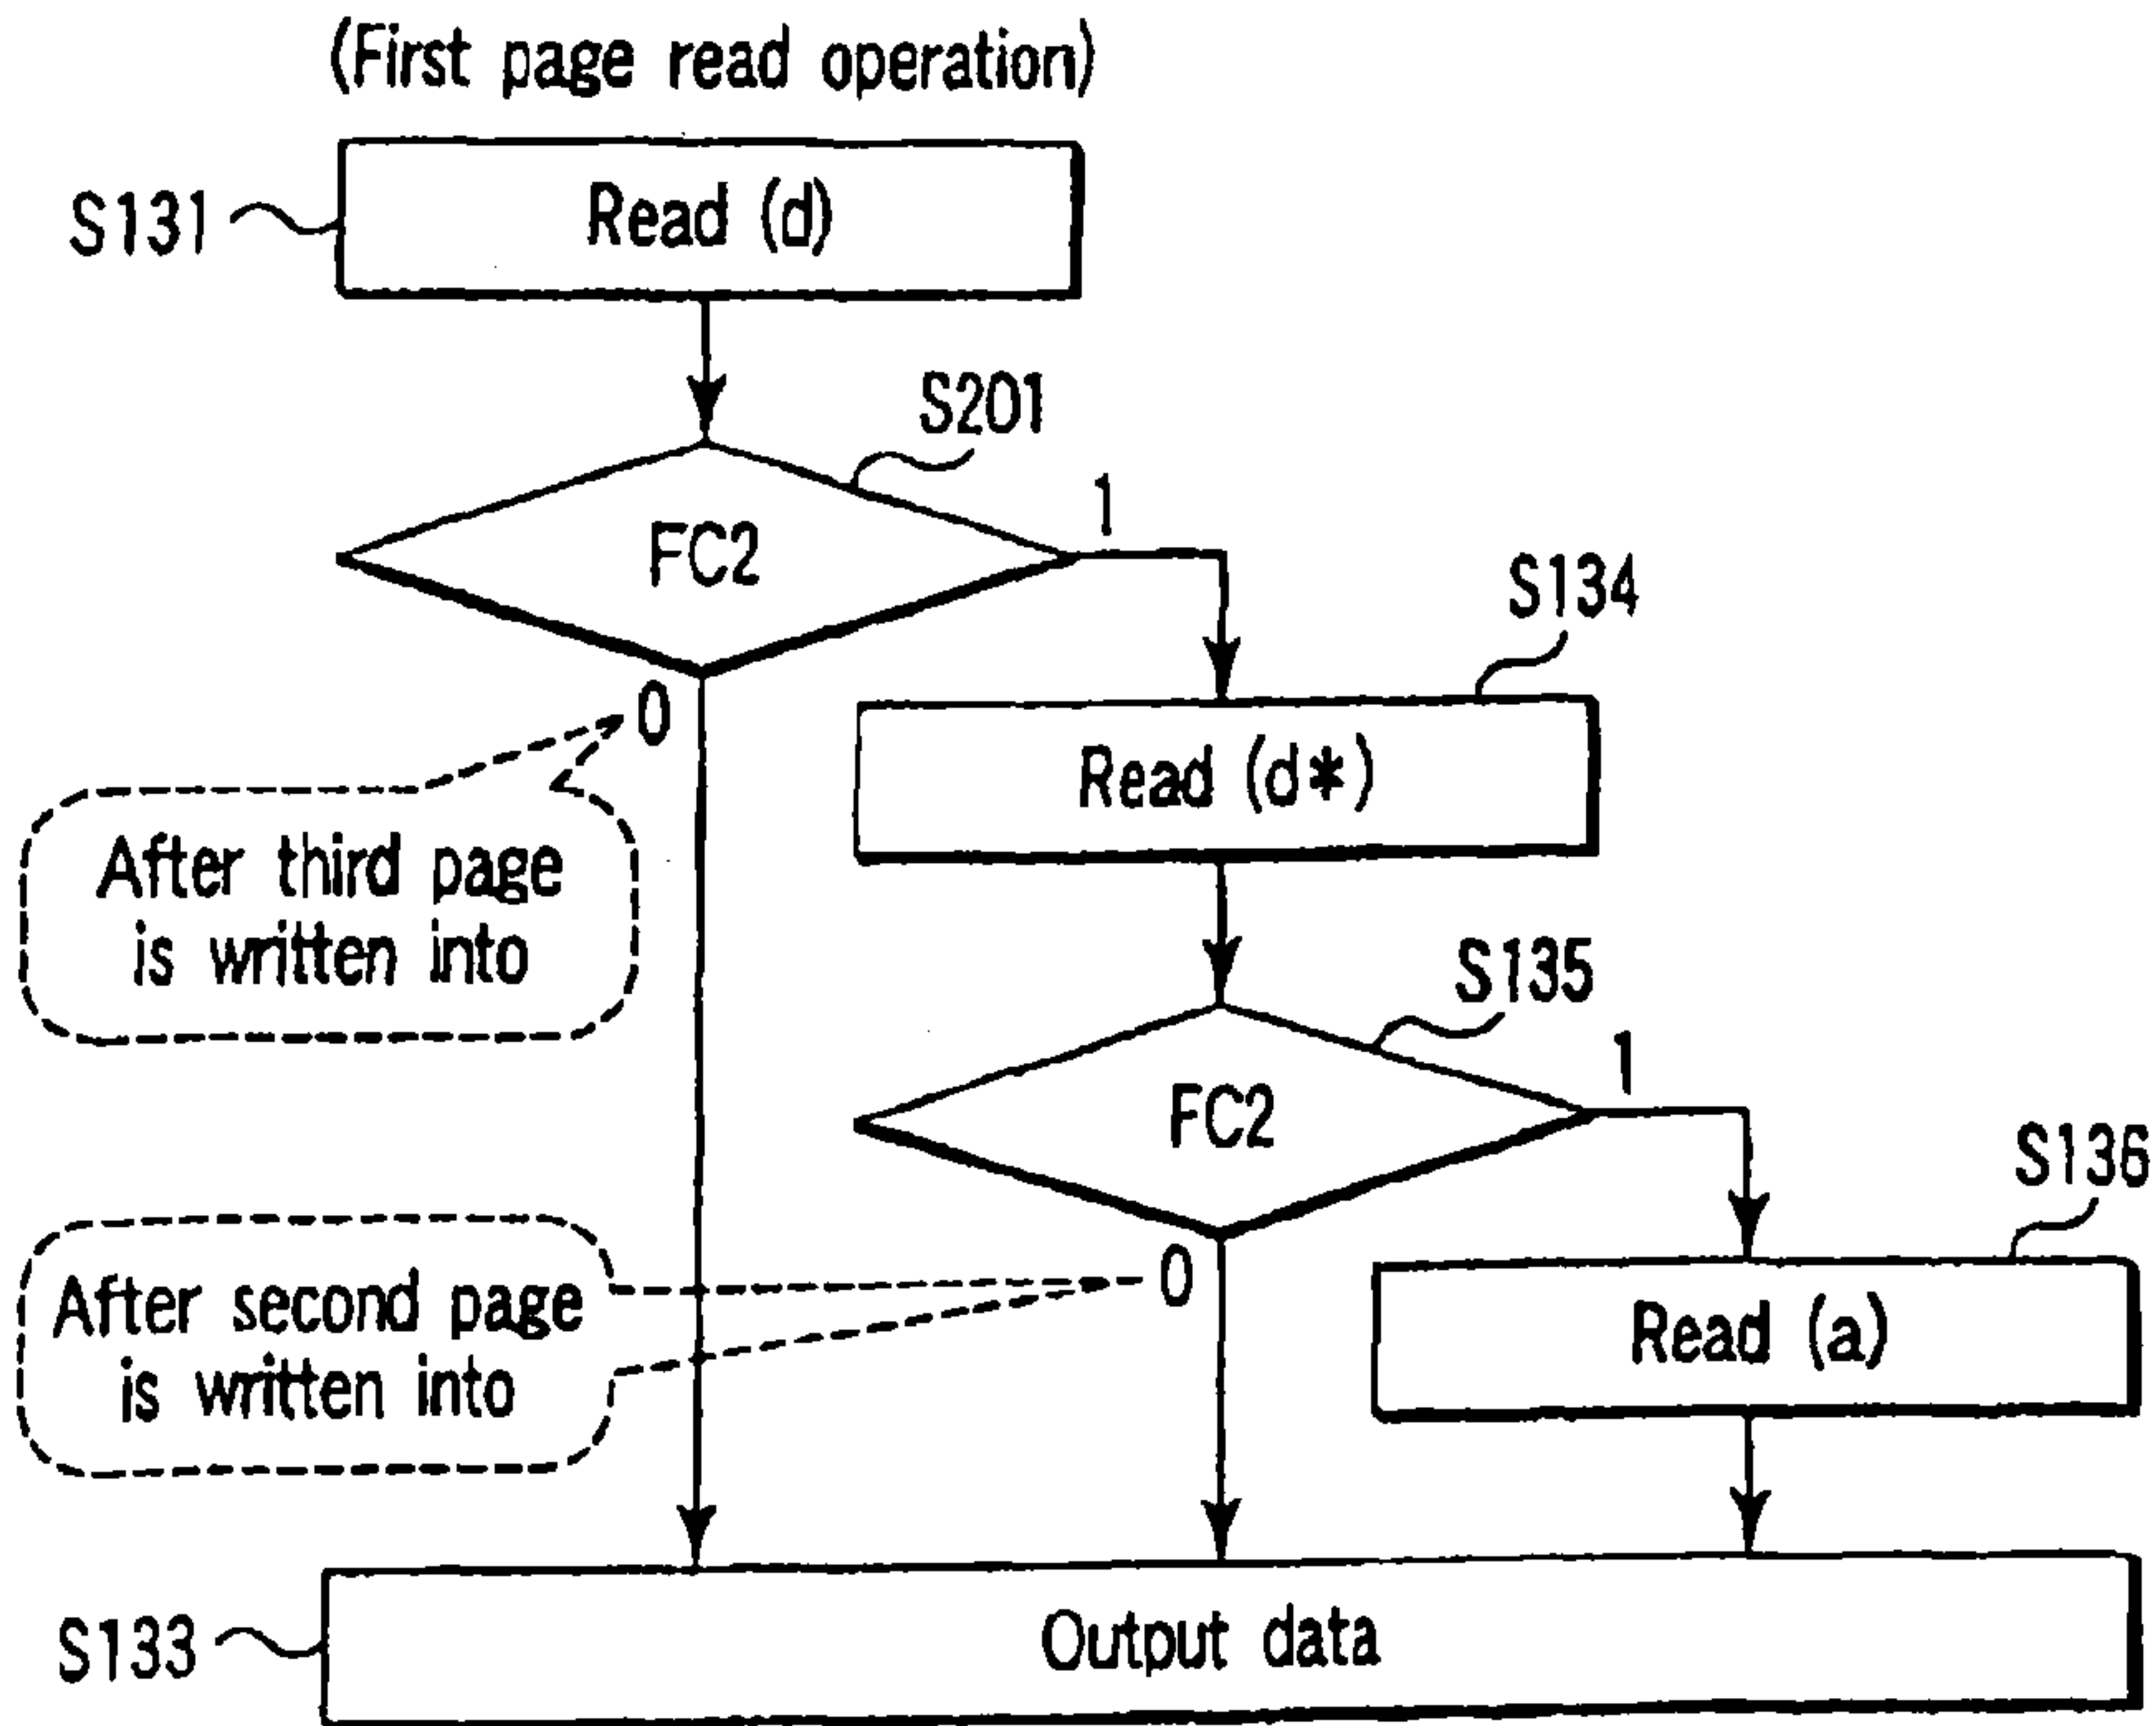 (First page read operation)
S131
Read (d)
S201
FC2
1
0
S134
Read (d*)
After third page
is written into
S135
FC2
1
0
S136
Read (a)
After second page
is written into
S133
Output data